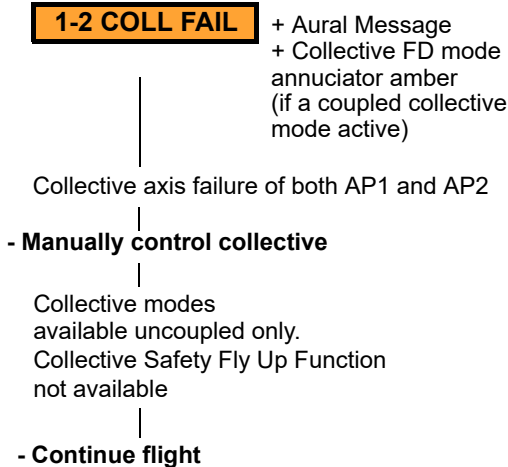 1-2 COLL FAIL
+ Aural Message
+ Collective FD mode
annuciator amber
(if a coupled collective
mode active)
Collective axis failure of both AP1 and AP2
- Manually control collective
Collective modes
available uncoupled only.
Collective Safety Fly Up Function
not available
- Continue flight